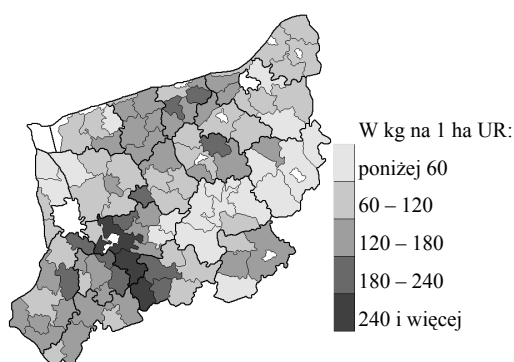 W kg na 1 ha UR:
poniżej 60
60 – 120
120 – 180
180 – 240
240 i więcej